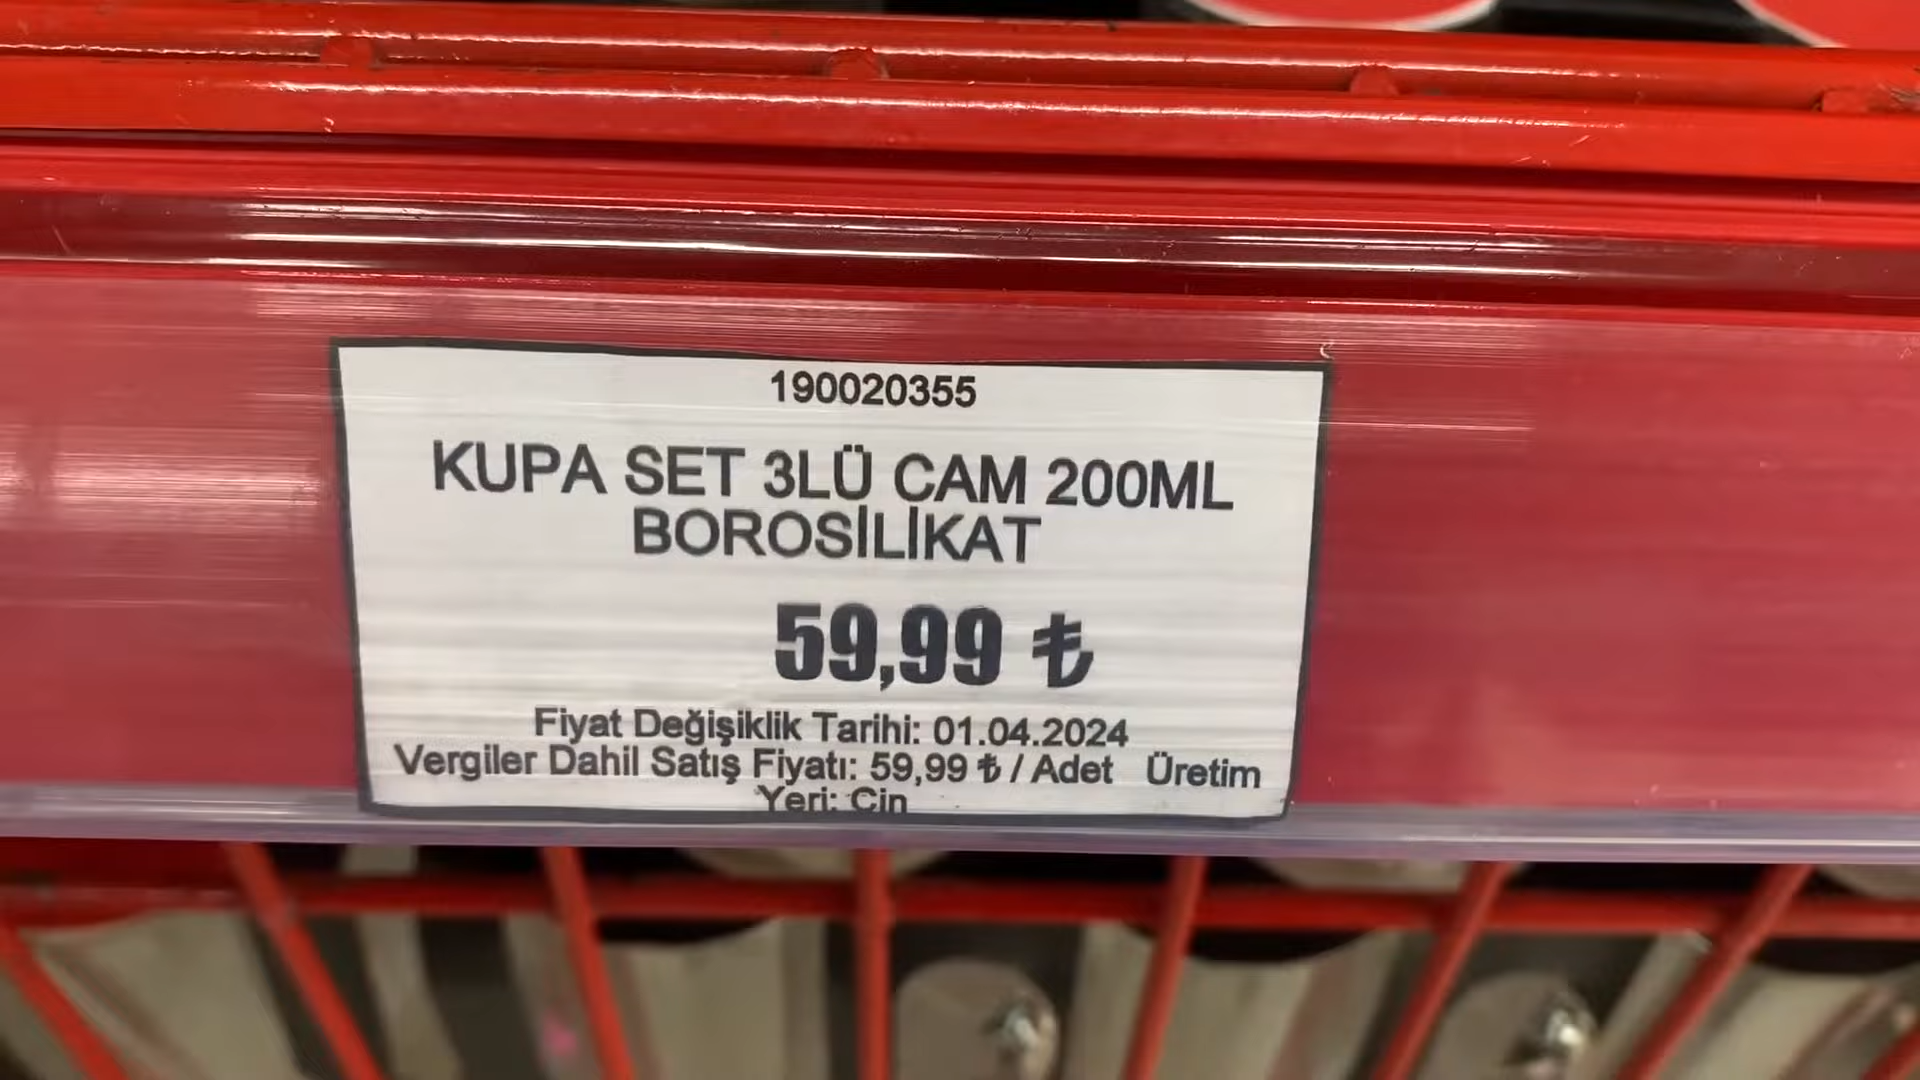 190020355
KUPA SET 3LÜ CAM 200ML
BOROSİLİKAT
59,99 ₺
Fiyat Değişiklik Tarihi: 01.04.2024
Vergiler Dahil Satış Fiyatı: 59,99 ₺ / Adet Üretim
Yeri: Çin